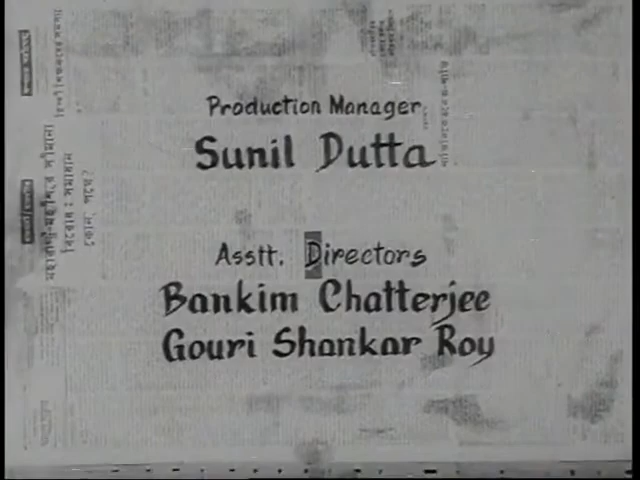 Production Manager
Sunil Dutta
Asstt. Directors
Bankim Chatterjee
Gouri Shankar Roy